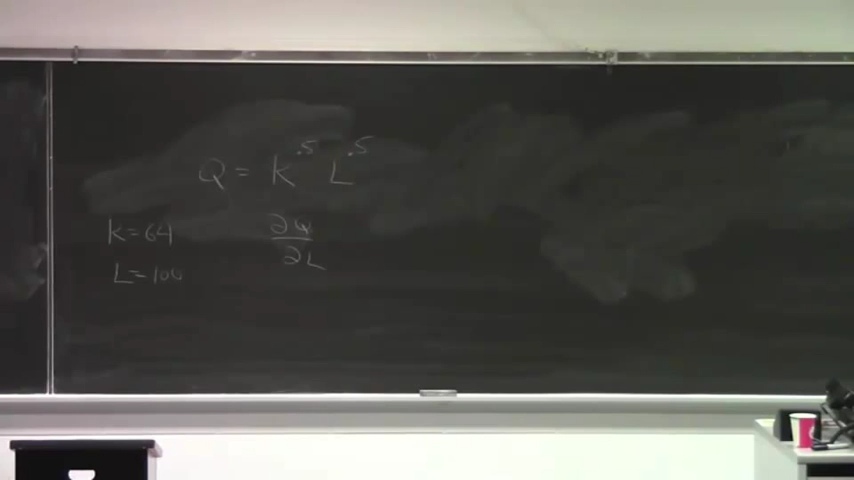 Q = K^.5 L^.5
K=64
L=100
∂Q
∂L